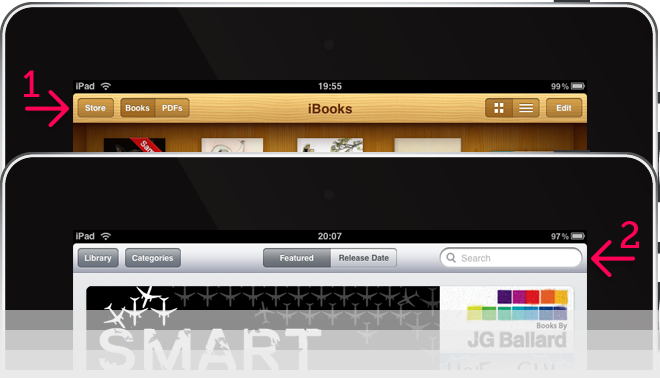 1
iPad 19:55 99%
Store Books PDFs iBooks Edit
2
iPad 20:07 97%
Library Categories Featured Release Date Search
SMART
Books By
JG Ballard